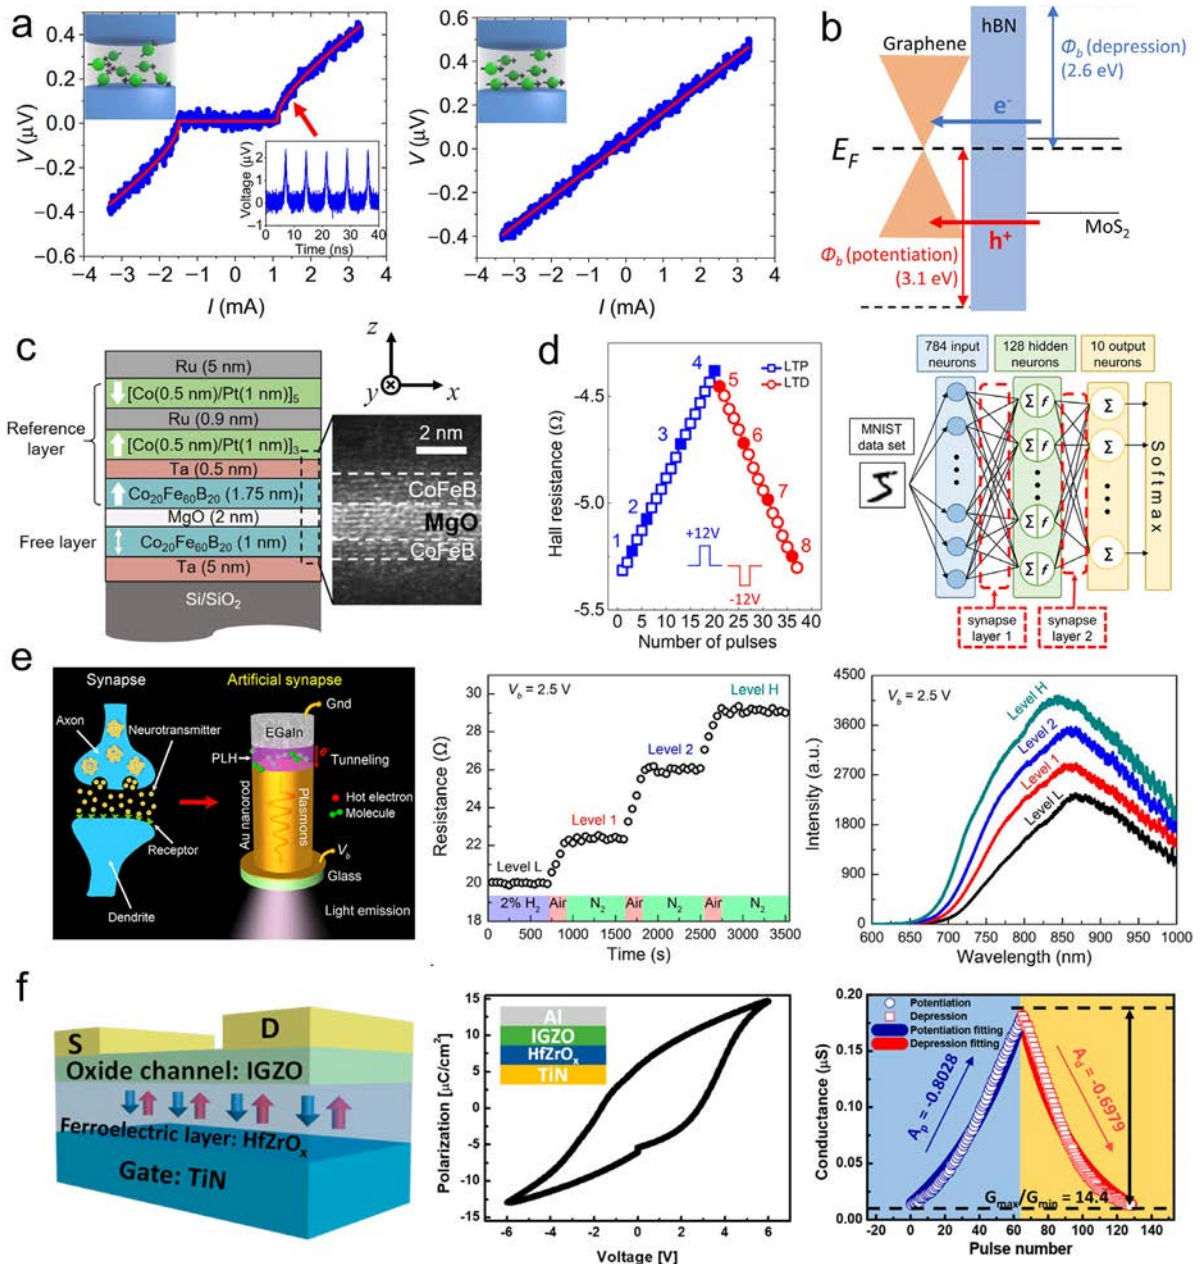 a
0.4
0.2
0.0
−0.2
−0.4
−0.6
V (μV)
−4 −3 −2 −1 0 1 2 3 4
I (mA)
Voltage (μV)
2
1
0
−1
0 10 20 30 40
Time (ns)
0.6
0.4
0.2
0.0
−0.2
−0.4
V (μV)
−4 −3 −2 −1 0 1 2 3 4
I (mA)
b
hBN
Graphene
Φb (depression)
(2.6 eV)
e-
EF
h+
MoS2
Φb (potentiation)
(3.1 eV)
c
Ru (5 nm)
[Co(0.5 nm)/Pt(1 nm)]5
Ru (0.9 nm)
[Co(0.5 nm)/Pt(1 nm)]3
Ta (0.5 nm)
Co20Fe60B20 (1.75 nm)
MgO (2 nm)
Co20Fe60B20 (1 nm)
Ta (5 nm)
Si/SiO2
Reference
layer
Free layer
z
y
x
2 nm
CoFeB
MgO
CoFeB
d
LTP
LTD
1
2
3
4
5
6
7
8
+12V
-12V
Hall resistance (Ω)
-4.5
-5.0
-5.5
0 10 20 30 40
Number of pulses
784 input
neurons
128 hidden
neurons
10 output
neurons
MNIST
data set
Σ f
Σ f
Σ f
Σ f
Σ
Σ
Σ
Softmax
synapse
layer 1
synapse
layer 2
e
Synapse
Axon
Neurotransmitter
Receptor
Dendrite
Artificial synapse
Gnd
EGaIn
PLH
e-
Tunneling
Au nanorod
Plasmons
Hot electron
Molecule
Vb
Glass
Light emission
Vb = 2.5 V
Level H
Level 2
Level 1
Level L
2% H2 Air N2 Air N2 Air N2
Resistance (Ω)
30
28
26
24
22
20
18
0 500 1000 1500 2000 2500 3000 3500
Time (s)
Vb = 2.5 V
Level H
Level 2
Level 1
Level L
Intensity (a.u.)
4500
3600
2700
1800
900
0
600 650 700 750 800 850 900 950 1000
Wavelength (nm)
f
S
D
Oxide channel: IGZO
Ferroelectric layer: HfZrOx
Gate: TiN
Al
IGZO
HfZrOx
TiN
Polarization [μC/cm2]
15
10
5
0
-5
-10
-15
-6 -4 -2 0 2 4 6
Voltage [V]
Potentiation
Depression
Potentiation fitting
Depression fitting
Ap = -0.8028
Ad = -0.6979
Gmax/Gmin = 14.4
Conductance (μS)
0.20
0.15
0.10
0.05
0.00
-20 0 20 40 60 80 100 120 140
Pulse number